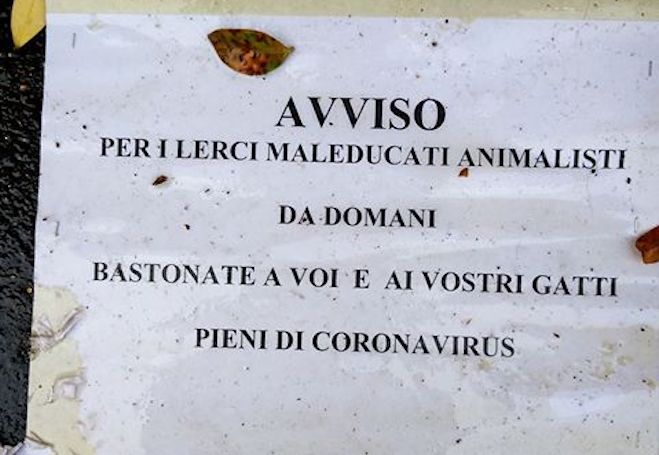 AVVISO
PER I LERCI MALEDUCATI ANIMALISTI
DA DOMANI
BASTONATE A VOI E AI VOSTRI GATTI
PIENI DI CORONAVIRUS